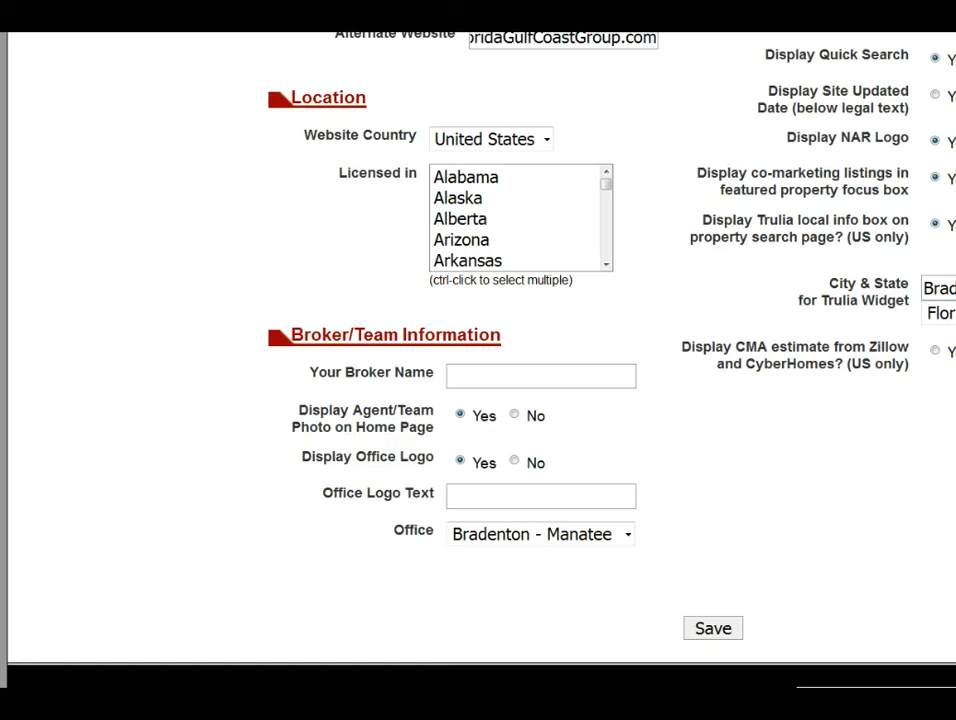 Alternate Website
oridaGulfCoastGroup.com
Location
Website Country
United States
Licensed in
Alabama
Alaska
Alberta
Arizona
Arkansas
(ctrl-click to select multiple)
Broker/Team Information
Your Broker Name
Display Agent/Team
Photo on Home Page
Yes No
Display Office Logo
Yes No
Office Logo Text
Office
Bradenton - Manatee
Display Quick Search
Y
Display Site Updated
Date (below legal text)
Y
Display NAR Logo
Y
Display co-marketing listings in
featured property focus box
Y
Display Trulia local info box on
property search page? (US only)
Y
City & State
for Trulia Widget
Brad
Flor
Display CMA estimate from Zillow
and CyberHomes? (US only)
Y
Save